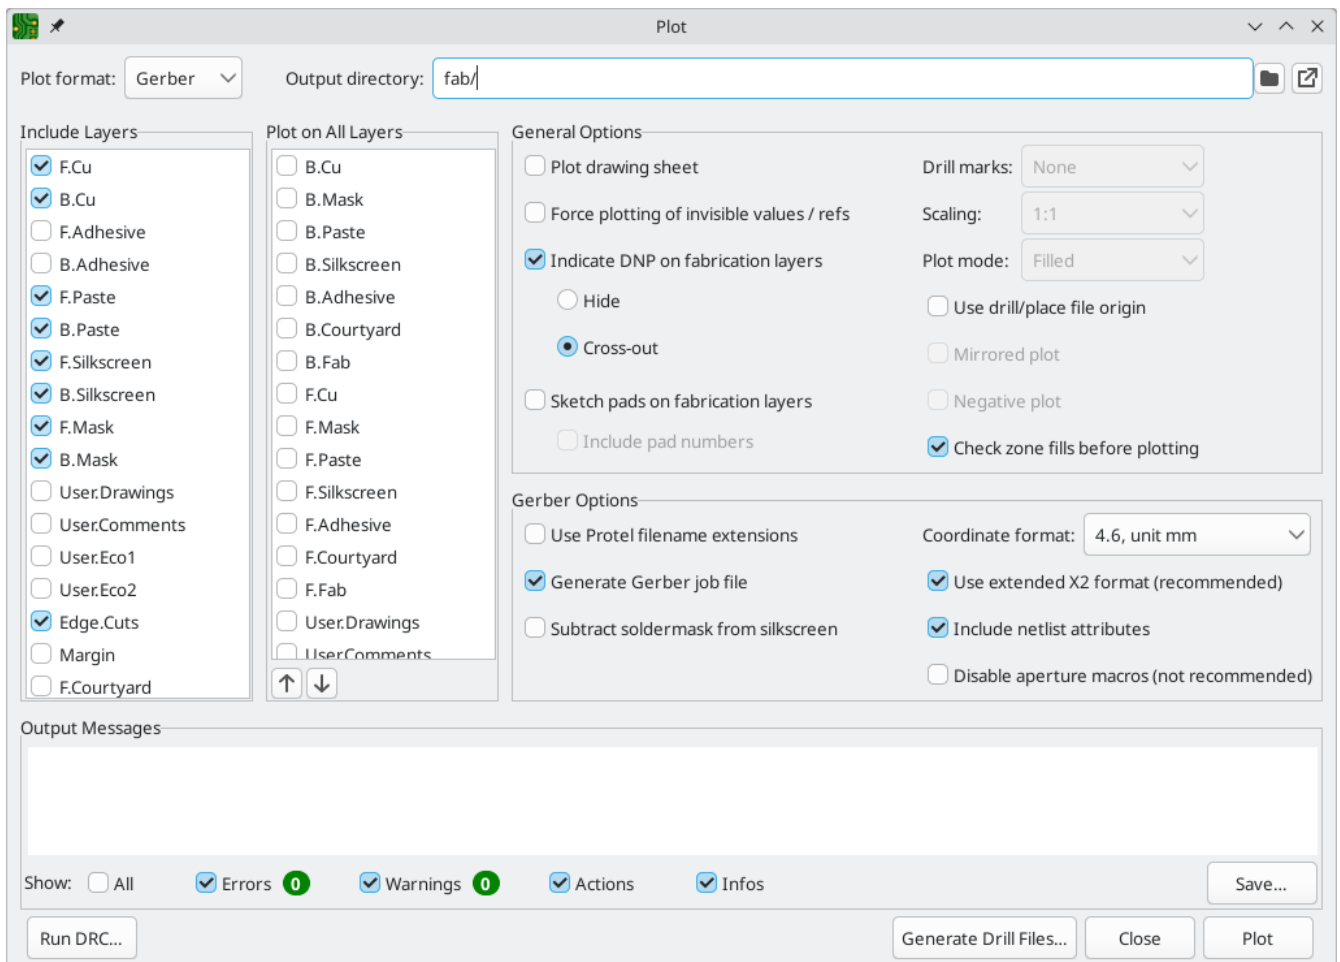 Plot
Plot format: Gerber
Output directory: fab/
Include Layers
F.Cu
B.Cu
F.Adhesive
B.Adhesive
F.Paste
B.Paste
F.Silkscreen
B.Silkscreen
F.Mask
B.Mask
User.Drawings
User.Comments
User.Eco1
User.Eco2
Edge.Cuts
Margin
F.Courtyard
Plot on All Layers
B.Cu
B.Mask
B.Paste
B.Silkscreen
B.Adhesive
B.Courtyard
B.Fab
F.Cu
F.Mask
F.Paste
F.Silkscreen
F.Adhesive
F.Courtyard
F.Fab
User.Drawings
User.Comments
General Options
Plot drawing sheet
Force plotting of invisible values / refs
Indicate DNP on fabrication layers
Hide
Cross-out
Sketch pads on fabrication layers
Include pad numbers
Drill marks: None
Scaling: 1:1
Plot mode: Filled
Use drill/place file origin
Mirrored plot
Negative plot
Check zone fills before plotting
Gerber Options
Use Protel filename extensions
Generate Gerber job file
Subtract soldermask from silkscreen
Coordinate format: 4.6, unit mm
Use extended X2 format (recommended)
Include netlist attributes
Disable aperture macros (not recommended)
Output Messages
Show: All Errors 0 Warnings 0 Actions Infos Save...
Run DRC... Generate Drill Files... Close Plot